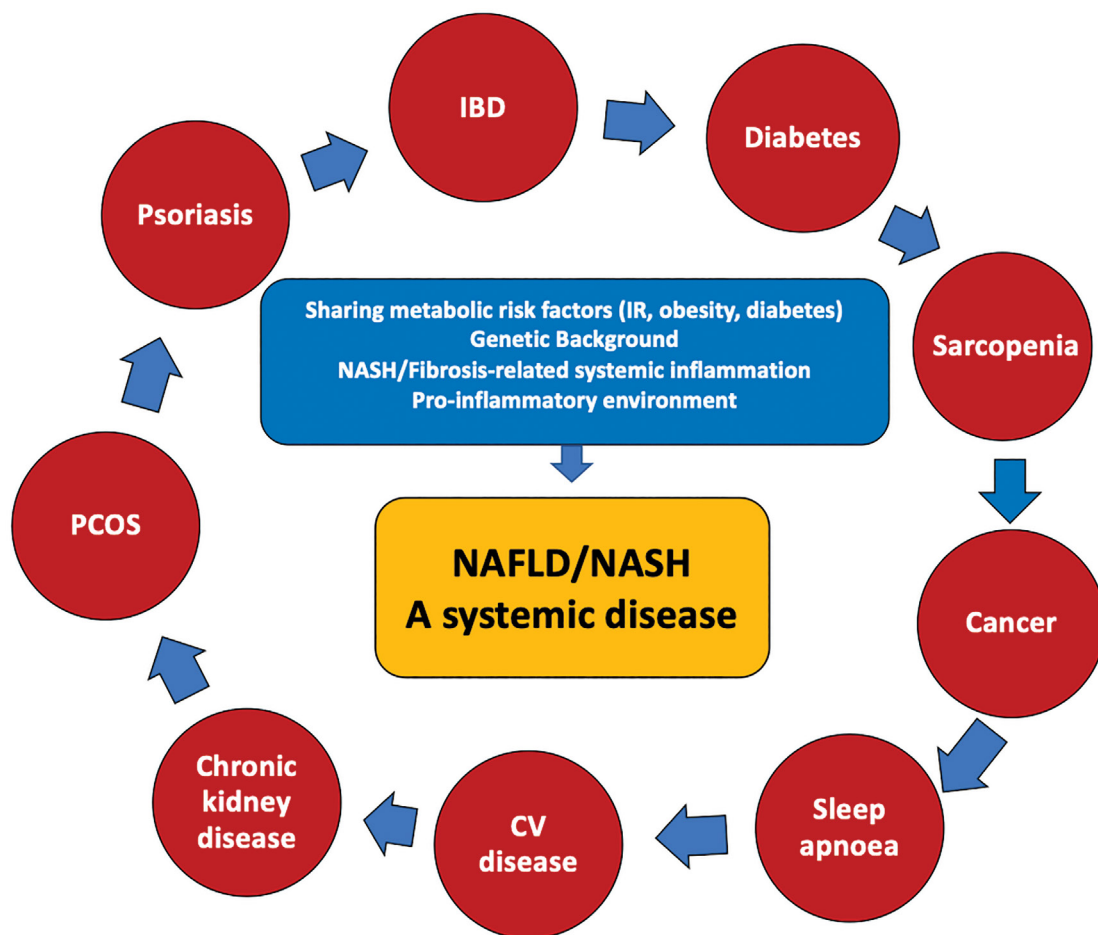 IBD
Diabetes
Psoriasis
Sharing metabolic risk factors (IR, obesity, diabetes)
Genetic Background
NASH/Fibrosis-related systemic inflammation
Pro-inflammatory environment
Sarcopenia
PCOS
NAFLD/NASH
A systemic disease
Cancer
Chronic
kidney
disease
CV
disease
Sleep
apnoea